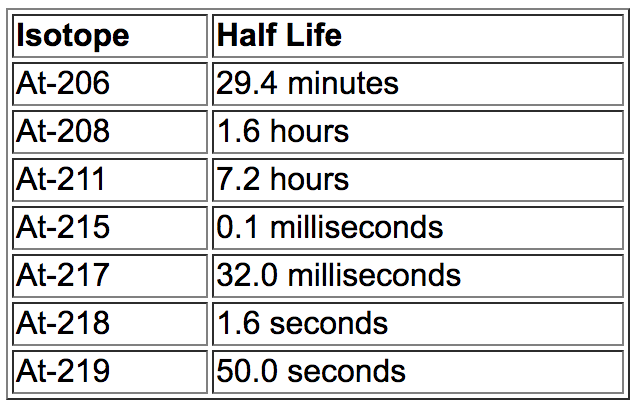 Isotope Half Life
At-206 29.4 minutes
At-208 1.6 hours
At-211 7.2 hours
At-215 0.1 milliseconds
At-217 32.0 milliseconds
At-218 1.6 seconds
At-219 50.0 seconds